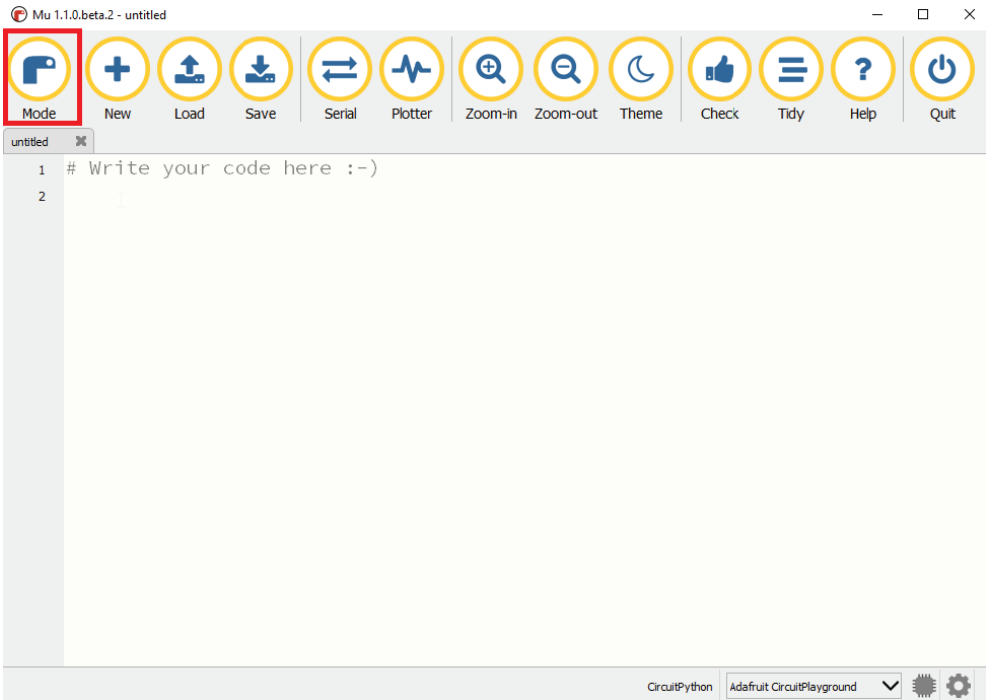 Mu 1.1.0.beta.2 - untitled
Mode New Load Save Serial Plotter Zoom-in Zoom-out Theme Check Tidy Help Quit
untitled
1 # Write your code here :-)
2
CircuitPython Adafruit CircuitPlayground